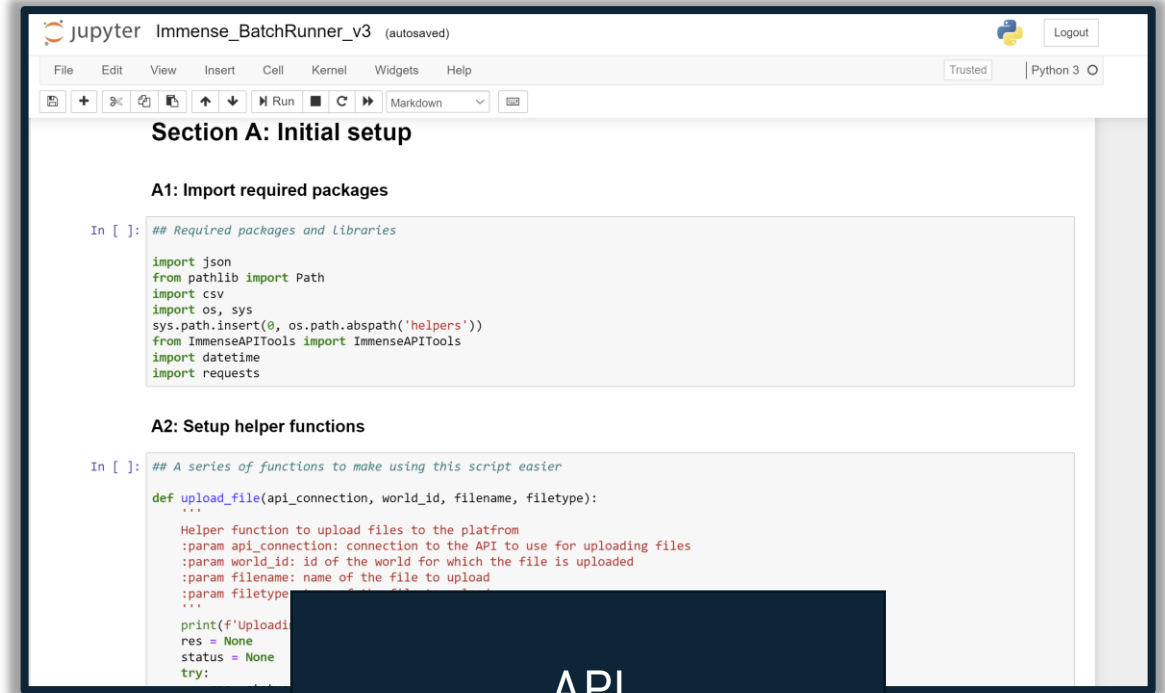 jupyter Immense_BatchRunner_v3 (autosaved)
Logout
File Edit View Insert Cell Kernel Widgets Help
Trusted Python 3
Run Markdown
Section A: Initial setup
A1: Import required packages
In [ ]: ## Required packages and libraries
import json
from pathlib import Path
import csv
import os, sys
sys.path.insert(0, os.path.abspath('helpers'))
from ImmenseAPITools import ImmenseAPITools
import datetime
import requests
A2: Setup helper functions
In [ ]: ## A series of functions to make using this script easier
def upload_file(api_connection, world_id, filename, filetype):
'''
Helper function to upload files to the platfrom
:param api_connection: connection to the API to use for uploading files
:param world_id: id of the world for which the file is uploaded
:param filename: name of the file to upload
:param filetype
'''
print(f'Uploadi
res = None
status = None
try:
API